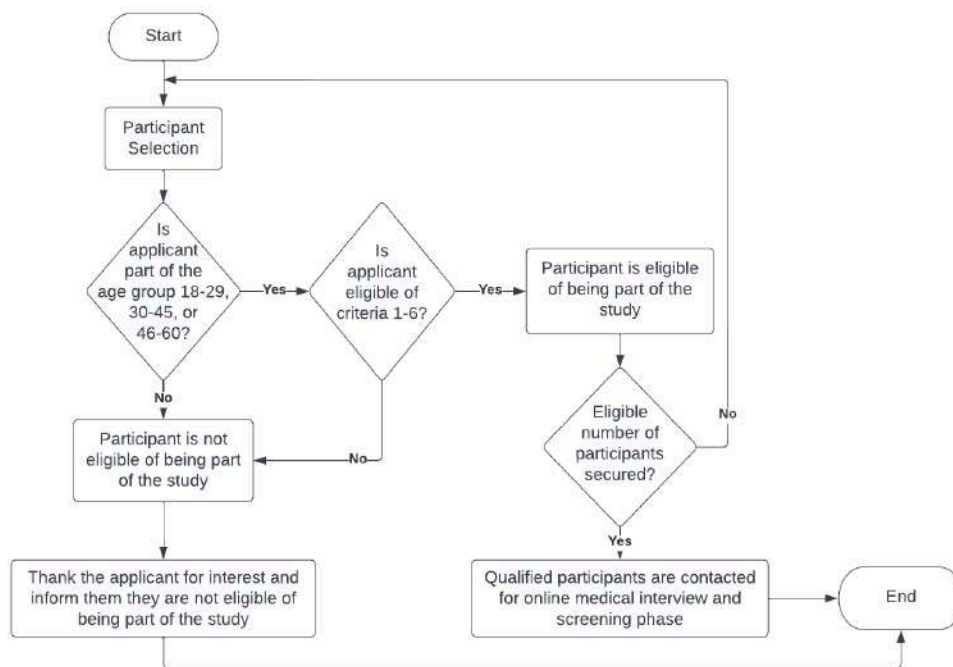 Start
Participant
Selection
Is
applicant
part of the
age group 18-29,
30-45, or
46-60?
Yes
Is
applicant
eligible of
criteria 1-6?
Yes
Participant is eligible
of being part of the
study
No
Participant is not
eligible of being part
of the study
No
Eligible
number of
participants
secured?
No
Yes
Thank the applicant for interest and
inform them they are not eligible of
being part of the study
Qualified participants are contacted
for online medical interview and
screening phase
End